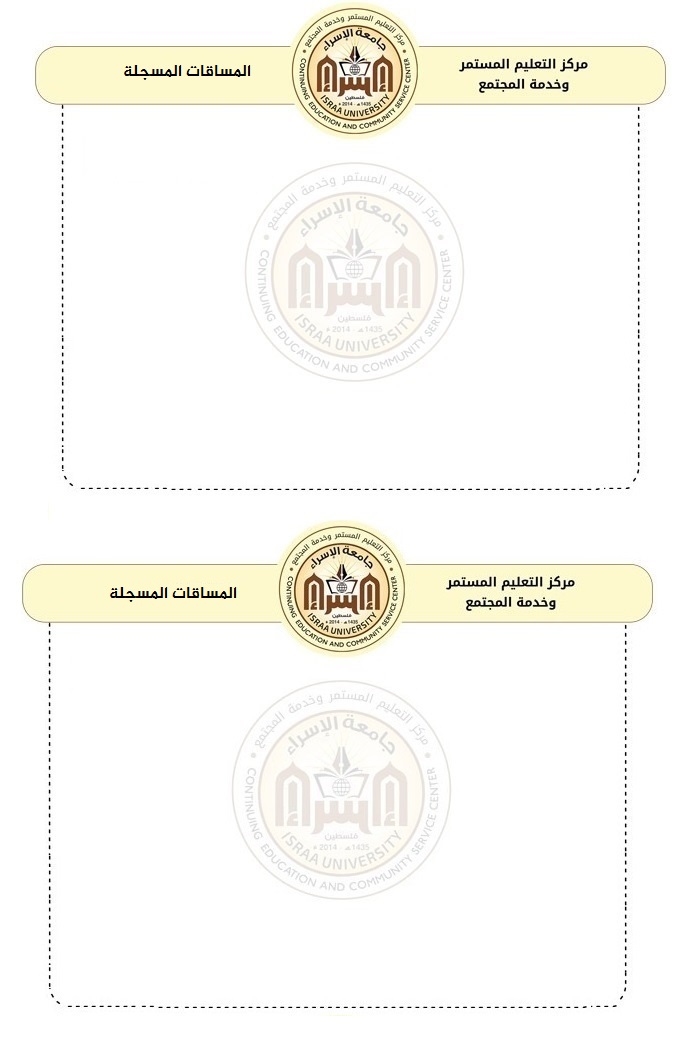 مركز التعليم المستمر
وخدمة المجتمع
المساقات المسجلة
مركز التعليم المستمر وخدمة المجتمع
جامعة الإسراء
الإسراء
فلسطين
2014 - 1435هـ
ISRAA UNIVERSITY
CONTINUING EDUCATION AND COMMUNITY SERVICE CENTER
مركز التعليم المستمر وخدمة المجتمع
جامعة الإسراء
الإسراء
فلسطين
2014 - 1435هـ
ISRAA UNIVERSITY
CONTINUING EDUCATION AND COMMUNITY SERVICE CENTER
مركز التعليم المستمر
وخدمة المجتمع
المساقات المسجلة
مركز التعليم المستمر وخدمة المجتمع
جامعة الإسراء
الإسراء
فلسطين
2014 - 1435هـ
ISRAA UNIVERSITY
CONTINUING EDUCATION AND COMMUNITY SERVICE CENTER
مركز التعليم المستمر وخدمة المجتمع
جامعة الإسراء
الإسراء
فلسطين
2014 - 1435هـ
ISRAA UNIVERSITY
CONTINUING EDUCATION AND COMMUNITY SERVICE CENTER